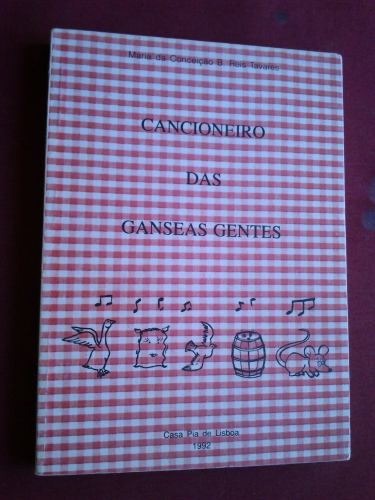 Maria da Conceição B. Reis Tavares
CANCIONEIRO
DAS
GANSEAS GENTES
Casa Pia de Lisboa
1992